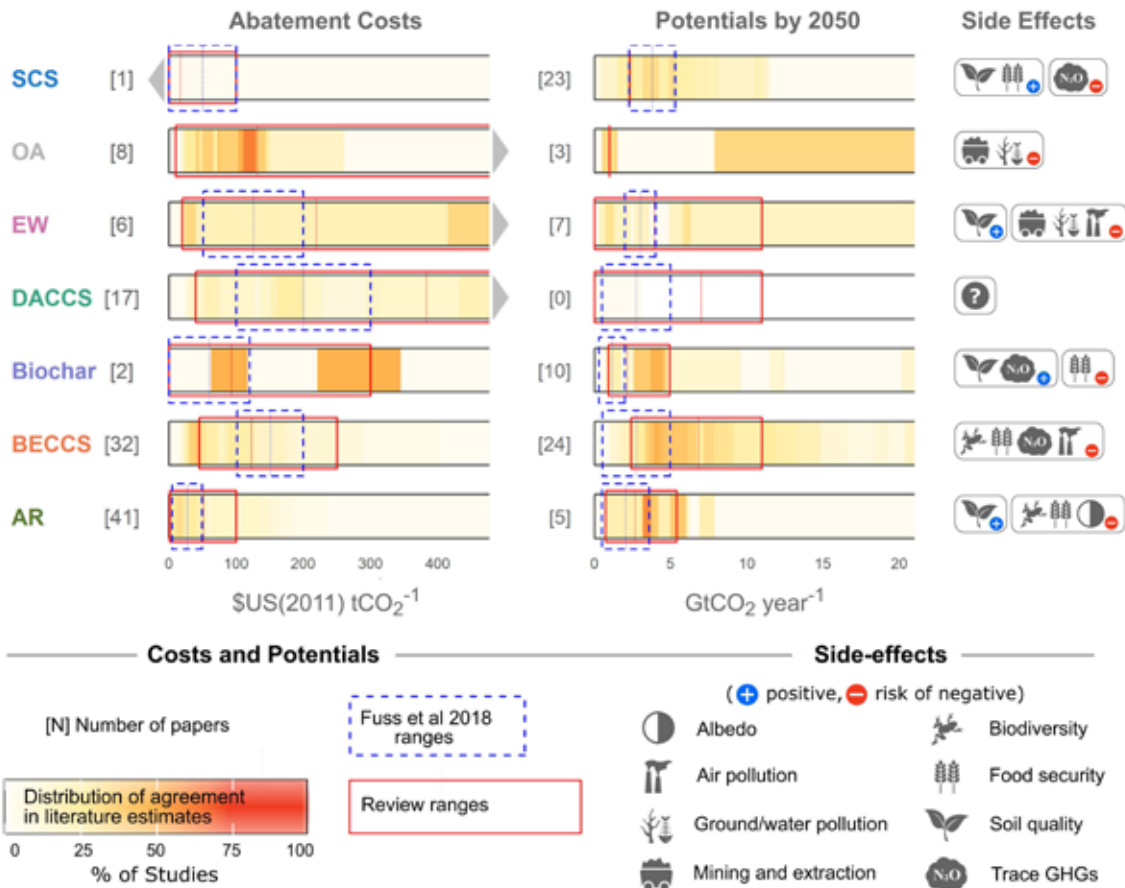 Abatement Costs Potentials by 2050 Side Effects
SCS [1] [23] N₂O
OA [8] [3]
EW [6] [7]
DACCS [17] [0] ?
Biochar [2] [10] N₂O
BECCS [32] [24] N₂O
AR [41] [5]
0 100 200 300 400 0 5 10 15 20
$US(2011) tCO₂⁻¹ GtCO₂ year⁻¹
Costs and Potentials Side-effects
(+ positive, − risk of negative)
[N] Number of papers
Fuss et al 2018
ranges
Distribution of agreement
in literature estimates
0 25 50 75 100
% of Studies
Review ranges
Albedo Biodiversity
Air pollution Food security
Ground/water pollution Soil quality
Mining and extraction N₂O Trace GHGs